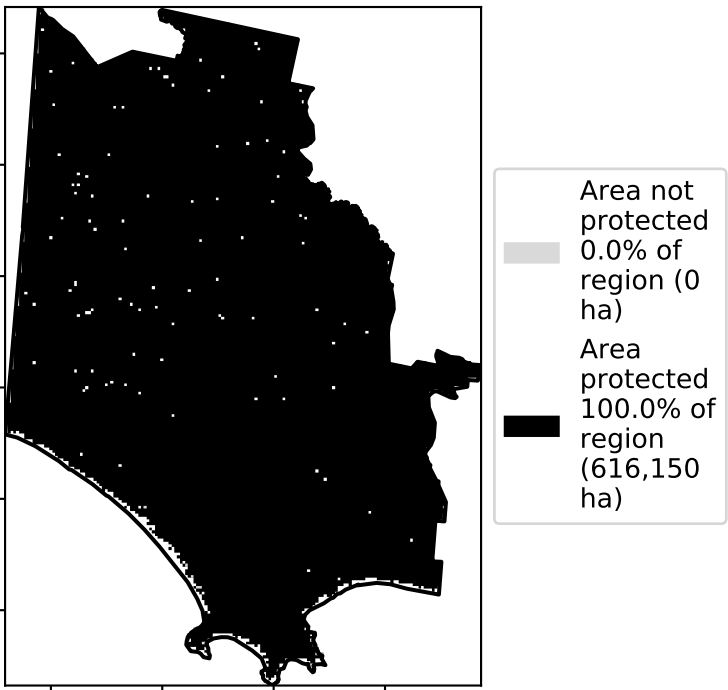 Area not
protected
0.0% of
region (0
ha)
Area
protected
100.0% of
region
(616,150
ha)